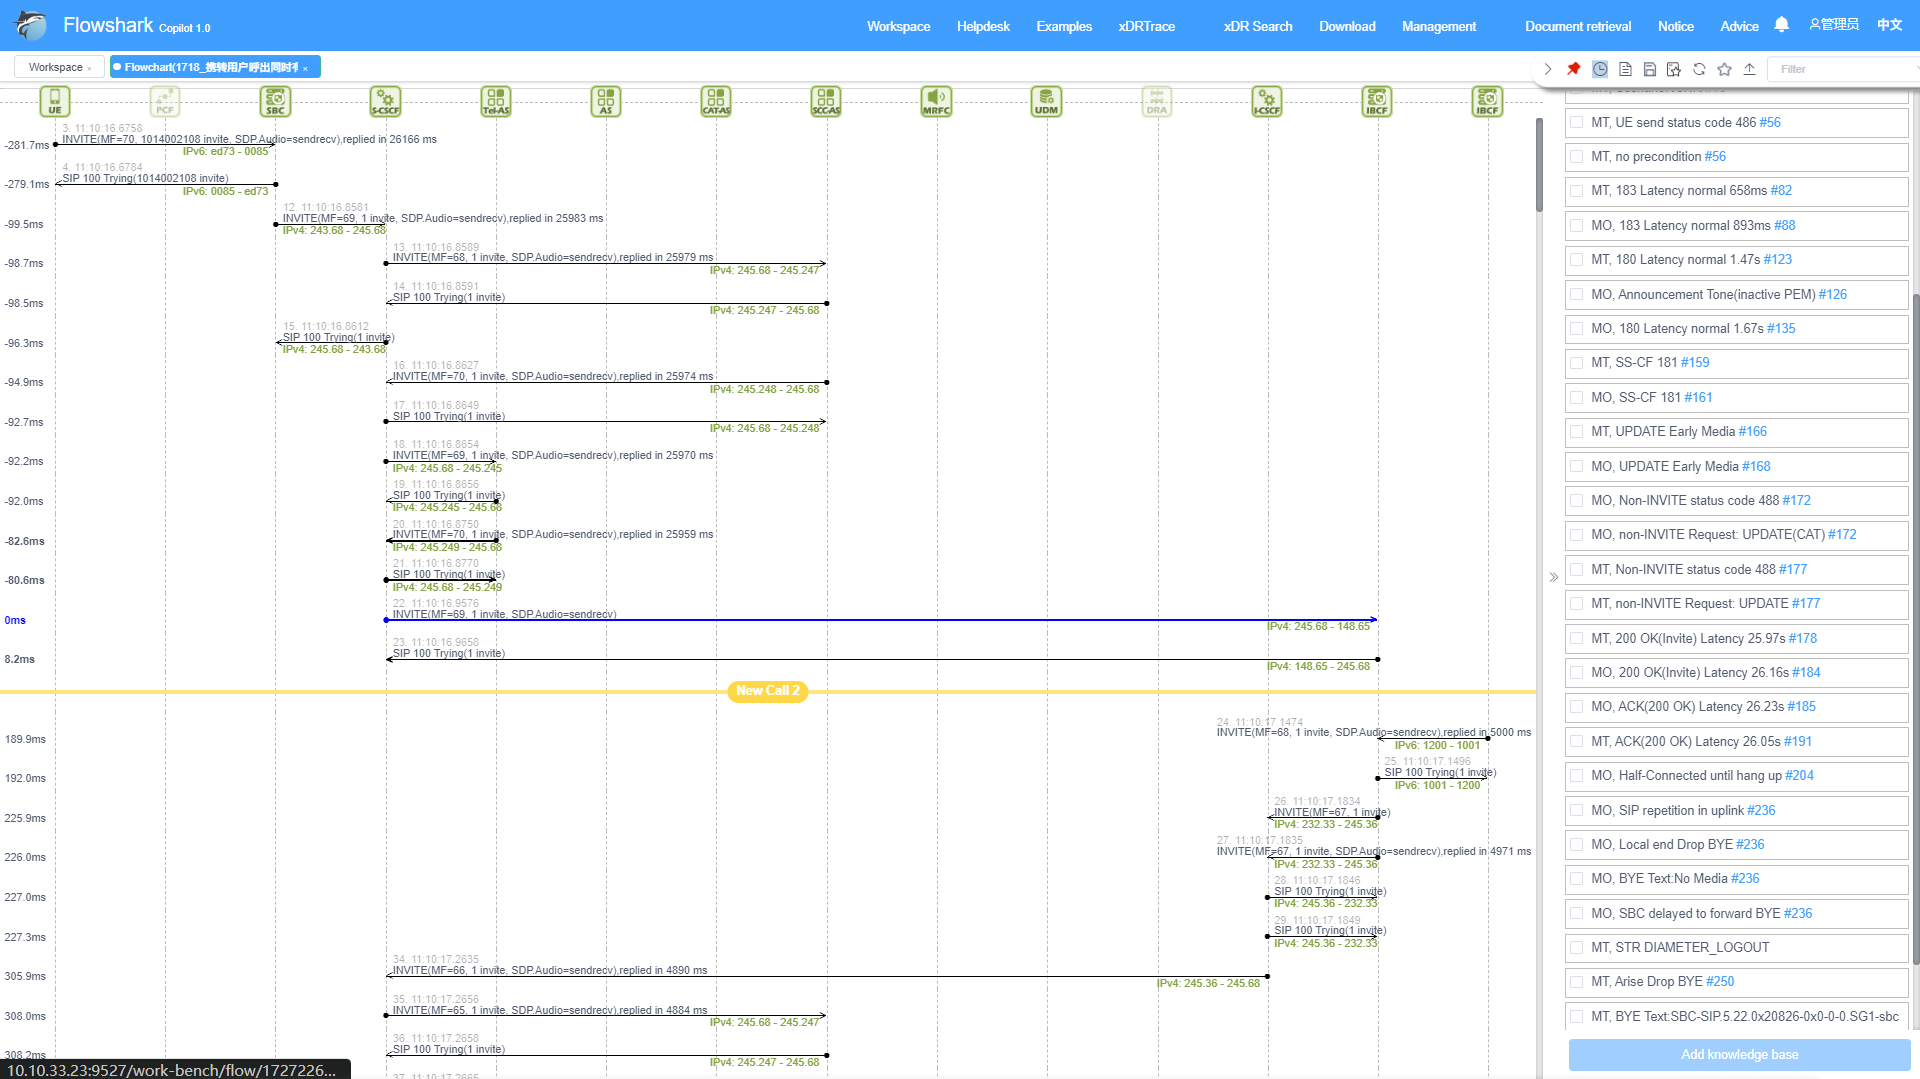 Flowshark Copilot 1.0
Workspace Helpdesk Examples xDRTrace xDR Search Download Management Document retrieval Notice Advice 管理员 中文
Workspace ×
Flowchart(1718_携转用户呼出同时有 ×
Filter
UE PCF SBC S-CSCF Tel-AS AS CAT-AS SCC-AS MRFC UDM DRA I-CSCF IBCF IBCF
3. 11:10:16.6758
-281.7ms INVITE(MF=70, 1014002108 invite, SDP.Audio=sendrecv),replied in 26166 ms
IPv6: ed73 - 0085
4. 11:10:16.6784
-279.1ms SIP 100 Trying(1014002108 invite)
IPv6: 0085 - ed73
12. 11:10:16.8581
-99.5ms INVITE(MF=69, 1 invite, SDP.Audio=sendrecv),replied in 25983 ms
IPv4: 243.68 - 245.68
13. 11:10:16.8589
-98.7ms INVITE(MF=68, 1 invite, SDP.Audio=sendrecv),replied in 25979 ms
IPv4: 245.68 - 245.247
14. 11:10:16.8591
-98.5ms SIP 100 Trying(1 invite)
IPv4: 245.247 - 245.68
15. 11:10:16.8612
-96.3ms SIP 100 Trying(1 invite)
IPv4: 245.68 - 243.68
16. 11:10:16.8627
-94.9ms INVITE(MF=70, 1 invite, SDP.Audio=sendrecv),replied in 25974 ms
IPv4: 245.248 - 245.68
17. 11:10:16.8649
-92.7ms SIP 100 Trying(1 invite)
IPv4: 245.68 - 245.248
18. 11:10:16.8654
-92.2ms INVITE(MF=69, 1 invite, SDP.Audio=sendrecv),replied in 25970 ms
IPv4: 245.68 - 245.245
19. 11:10:16.8656
-92.0ms SIP 100 Trying(1 invite)
IPv4: 245.245 - 245.68
20. 11:10:16.8750
-82.6ms INVITE(MF=70, 1 invite, SDP.Audio=sendrecv),replied in 25959 ms
IPv4: 245.249 - 245.68
21. 11:10:16.8770
-80.6ms SIP 100 Trying(1 invite)
IPv4: 245.68 - 245.249
22. 11:10:16.9576
0ms INVITE(MF=69, 1 invite, SDP.Audio=sendrecv)
IPv4: 245.68 - 148.65
23. 11:10:16.9658
8.2ms SIP 100 Trying(1 invite)
IPv4: 148.65 - 245.68
New Call 2
24. 11:10:17.1474
189.9ms INVITE(MF=68, 1 invite, SDP.Audio=sendrecv),replied in 5000 ms
IPv6: 1200 - 1001
25. 11:10:17.1496
192.0ms SIP 100 Trying(1 invite)
IPv6: 1001 - 1200
26. 11:10:17.1834
225.9ms INVITE(MF=67, 1 invite)
IPv4: 232.33 - 245.36
27. 11:10:17.1835
226.0ms INVITE(MF=67, 1 invite, SDP.Audio=sendrecv),replied in 4971 ms
IPv4: 232.33 - 245.36
28. 11:10:17.1846
227.0ms SIP 100 Trying(1 invite)
IPv4: 245.36 - 232.33
29. 11:10:17.1849
227.3ms SIP 100 Trying(1 invite)
IPv4: 245.36 - 232.33
34. 11:10:17.2635
305.9ms INVITE(MF=66, 1 invite, SDP.Audio=sendrecv),replied in 4890 ms
IPv4: 245.36 - 245.68
35. 11:10:17.2656
308.0ms INVITE(MF=65, 1 invite, SDP.Audio=sendrecv),replied in 4884 ms
IPv4: 245.68 - 245.247
36. 11:10:17.2658
308.2ms SIP 100 Trying(1 invite)
IPv4: 245.247 - 245.68
37. 11:10:17.2665
10.10.33.23:9527/work-bench/flow/1727226...
MT, UE send status code 486 #56
MT, no precondition #56
MT, 183 Latency normal 658ms #82
MO, 183 Latency normal 893ms #88
MT, 180 Latency normal 1.47s #123
MO, Announcement Tone(inactive PEM) #126
MO, 180 Latency normal 1.67s #135
MT, SS-CF 181 #159
MO, SS-CF 181 #161
MT, UPDATE Early Media #166
MO, UPDATE Early Media #168
MO, Non-INVITE status code 488 #172
MO, non-INVITE Request: UPDATE(CAT) #172
MT, Non-INVITE status code 488 #177
MT, non-INVITE Request: UPDATE #177
MT, 200 OK(Invite) Latency 25.97s #178
MO, 200 OK(Invite) Latency 26.16s #184
MO, ACK(200 OK) Latency 26.23s #185
MT, ACK(200 OK) Latency 26.05s #191
MO, Half-Connected until hang up #204
MO, SIP repetition in uplink #236
MO, Local end Drop BYE #236
MO, BYE Text:No Media #236
MO, SBC delayed to forward BYE #236
MT, STR DIAMETER_LOGOUT
MT, Arise Drop BYE #250
MT, BYE Text:SBC-SIP.5.22.0x20826-0x0-0-0.SG1-sbc
Add knowledge base